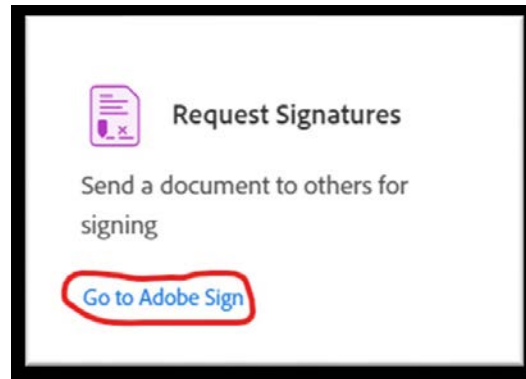 Request Signatures
Send a document to others for
signing
Go to Adobe Sign